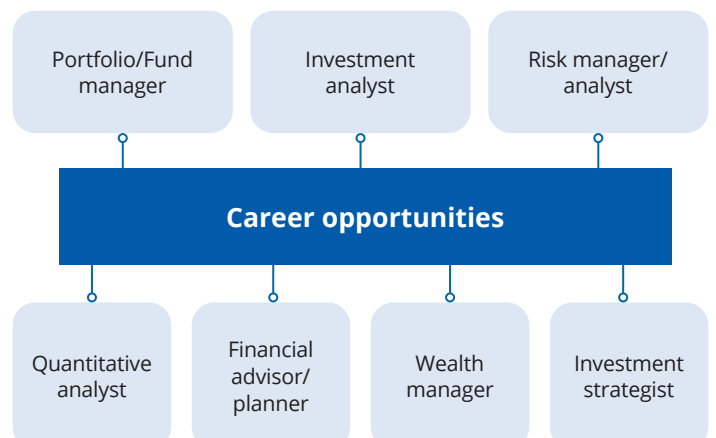 Portfolio/Fund
manager
Investment
analyst
Risk manager/
analyst
Career opportunities
Quantitative
analyst
Financial
advisor/
planner
Wealth
manager
Investment
strategist